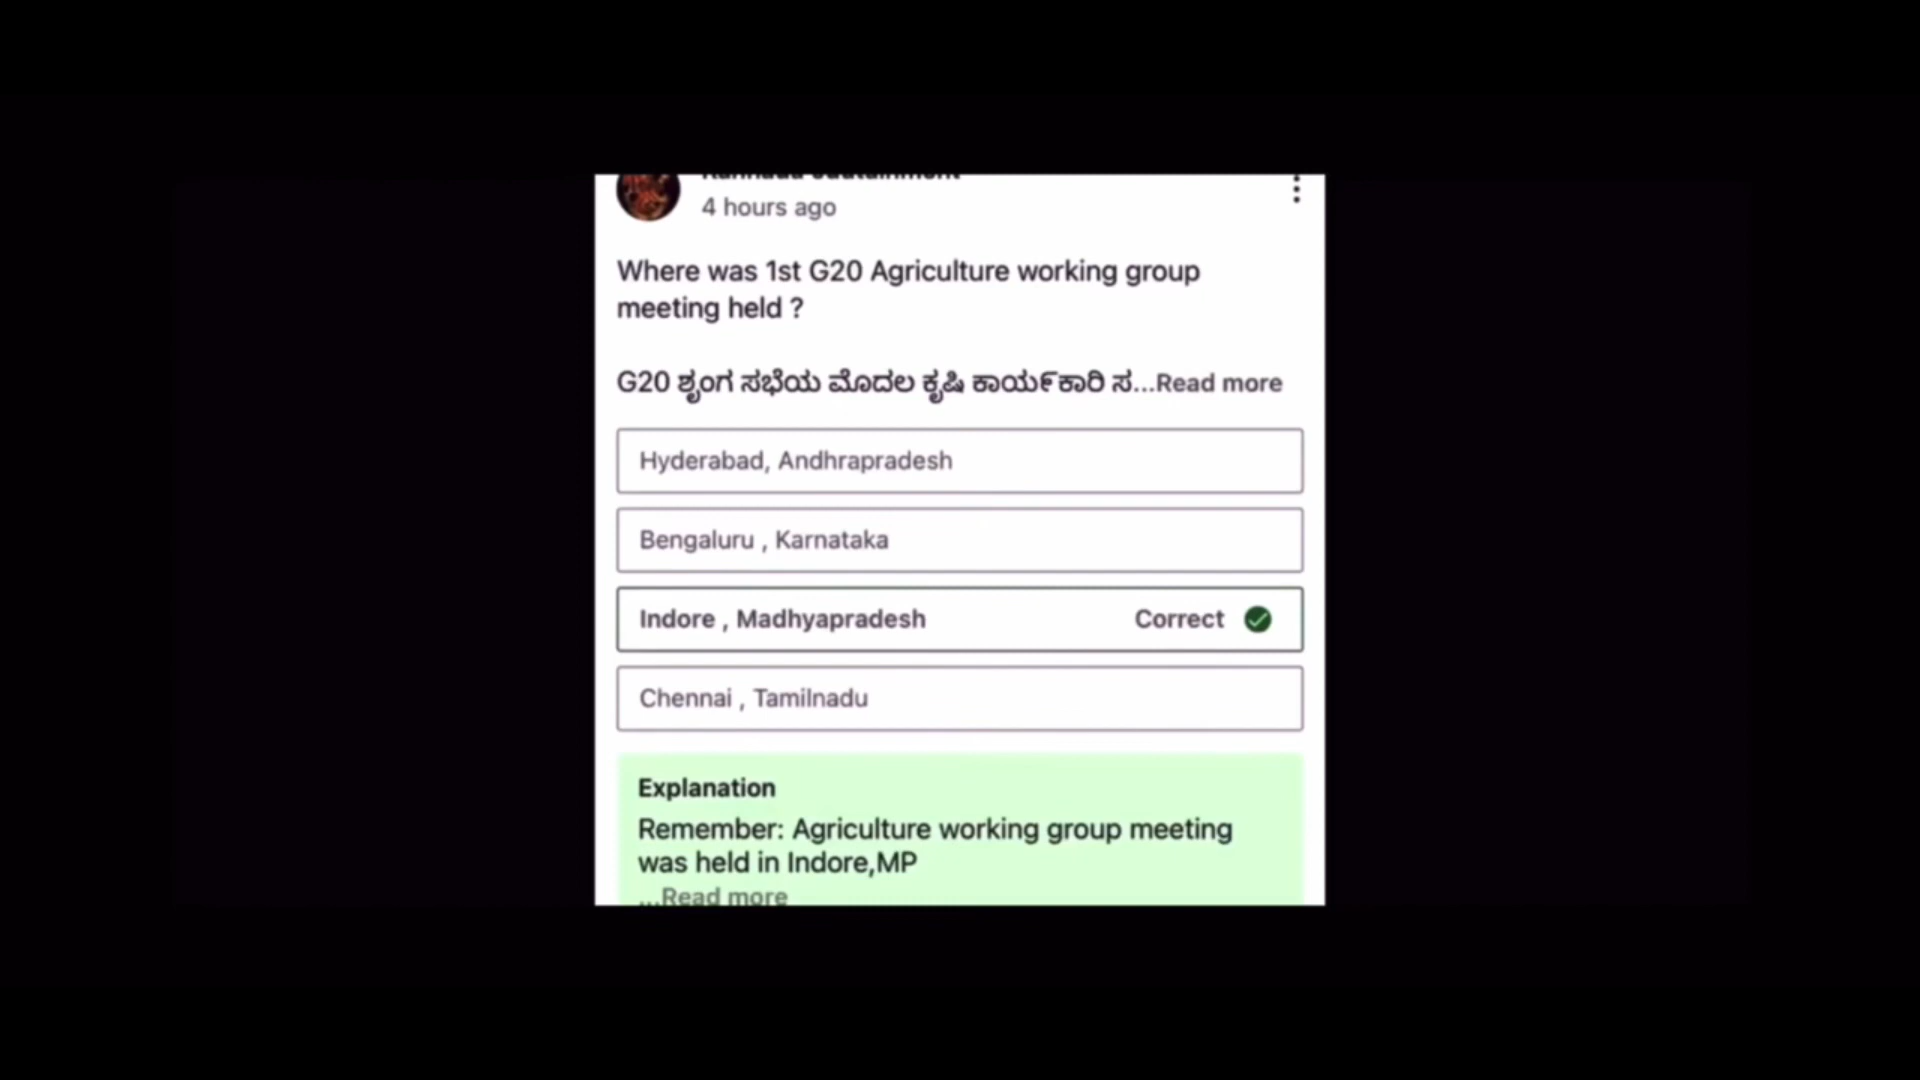 4 hours ago
Where was 1st G20 Agriculture working group
meeting held ?
G20 ಶೃಂಗ ಸಭೆಯ ಮೊದಲ ಕೃಷಿ ಕಾರ್ಯಕಾರಿ ಸ...Read more
Hyderabad, Andhrapradesh
Bengaluru , Karnataka
Indore , Madhyapradesh Correct
Chennai , Tamilnadu
Explanation
Remember: Agriculture working group meeting
was held in Indore,MP
...Read more